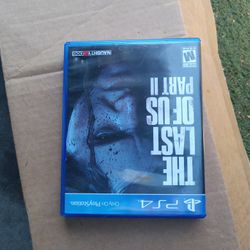 PS4
Only On PlayStation
THE LAST
OF US
PART II
NAUGHTY DOG
M